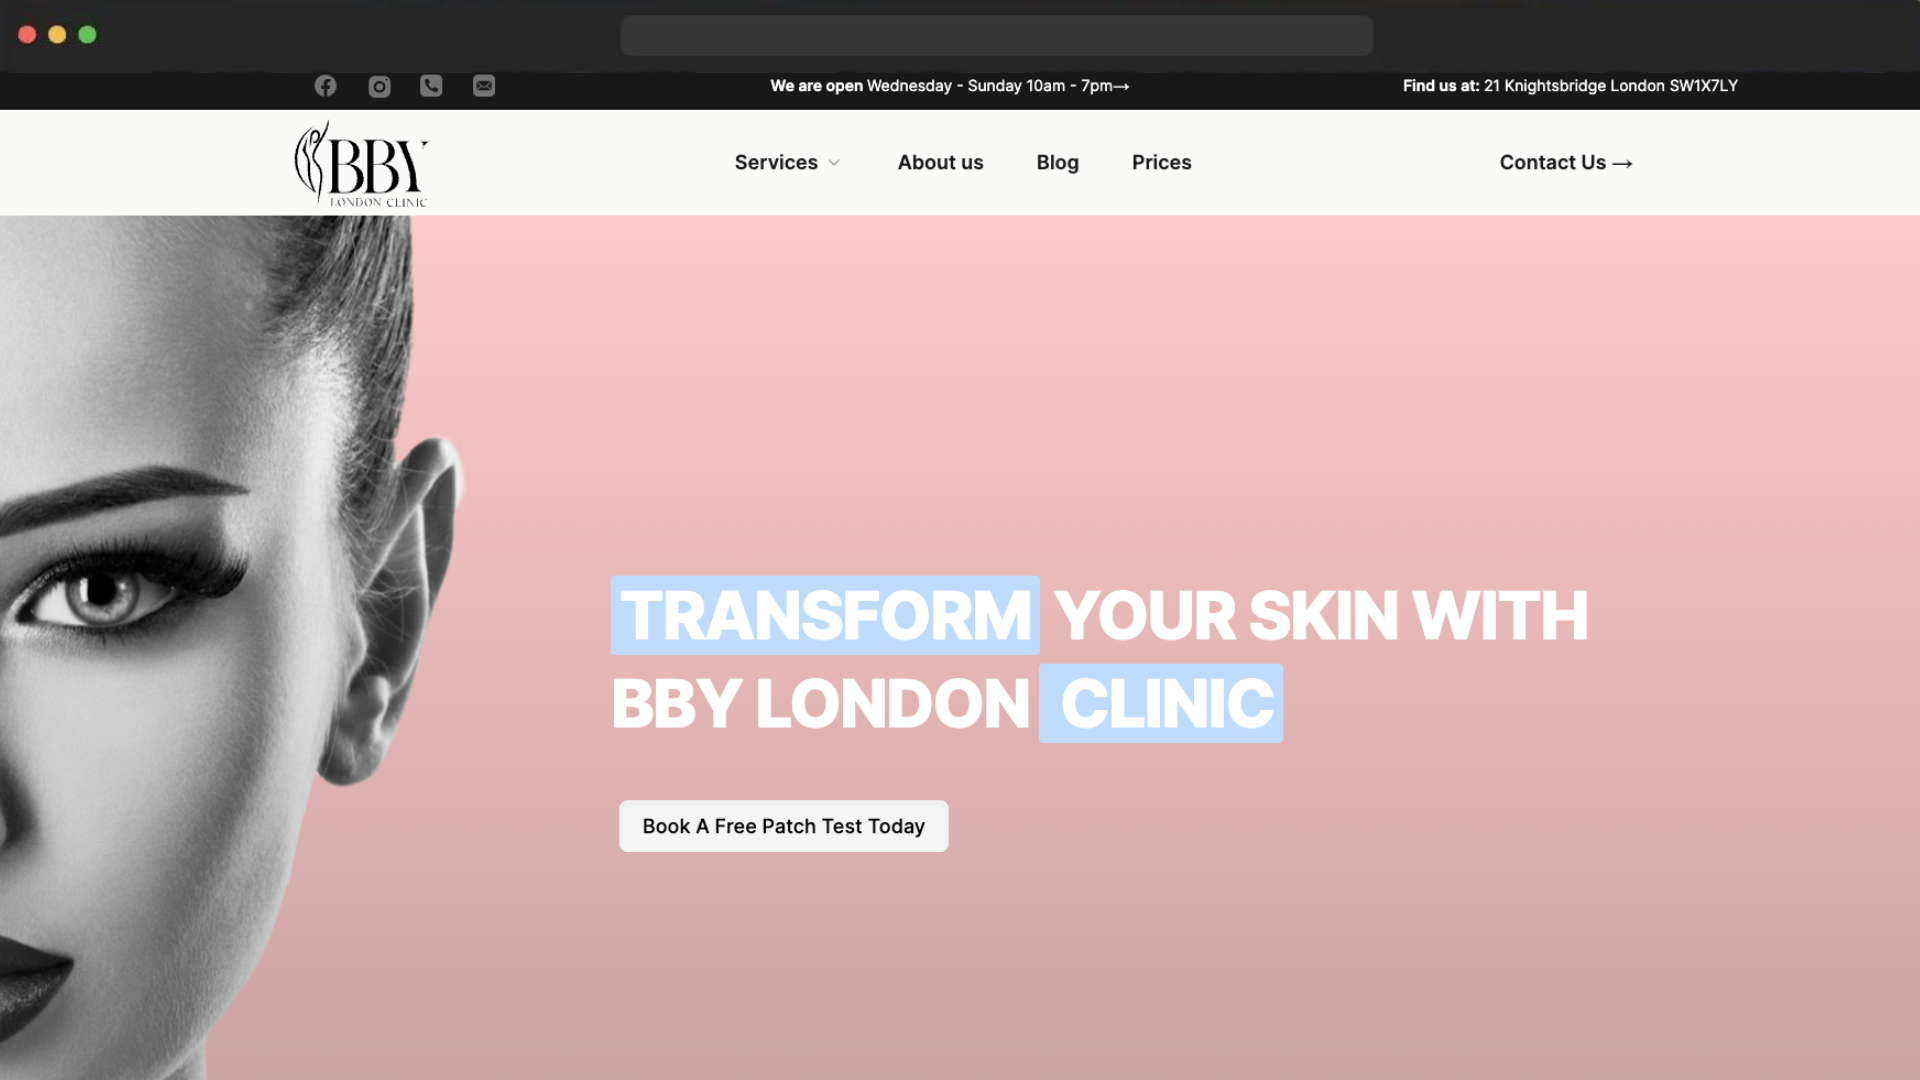 We are open Wednesday - Sunday 10am - 7pm→
Find us at: 21 Knightsbridge London SW1X7LY
BBY
LONDON CLINIC
Services
About us
Blog
Prices
Contact Us →
TRANSFORM YOUR SKIN WITH
BBY LONDON CLINIC
Book A Free Patch Test Today